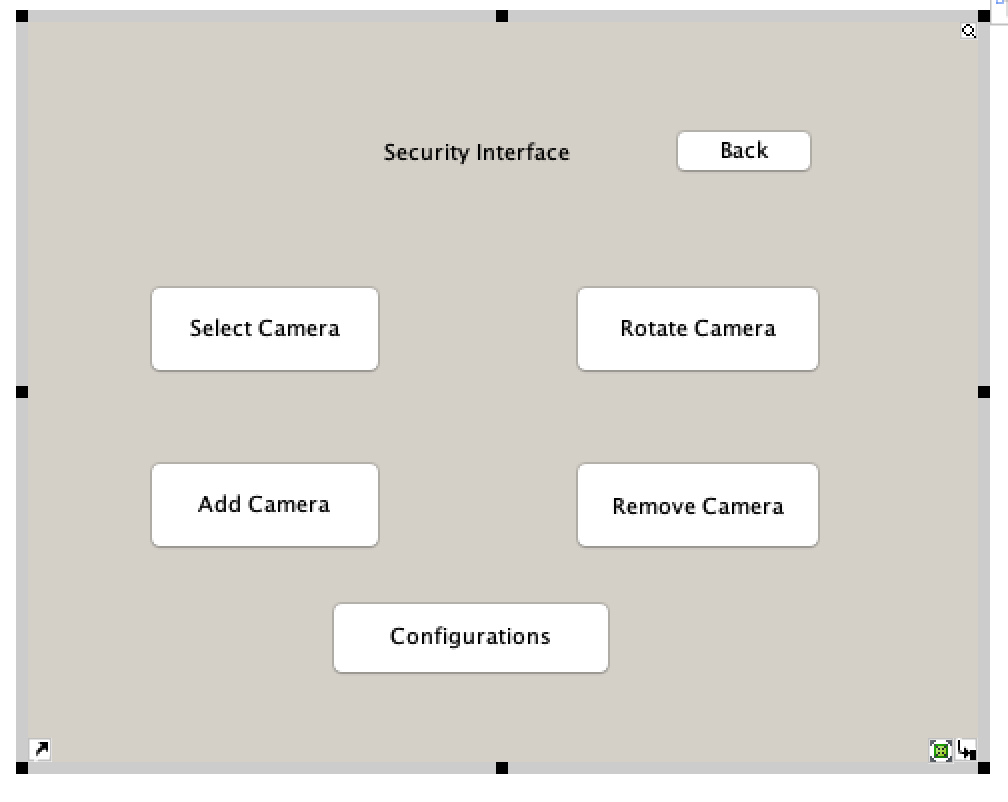 Security Interface
Back
Select Camera
Rotate Camera
Add Camera
Remove Camera
Configurations